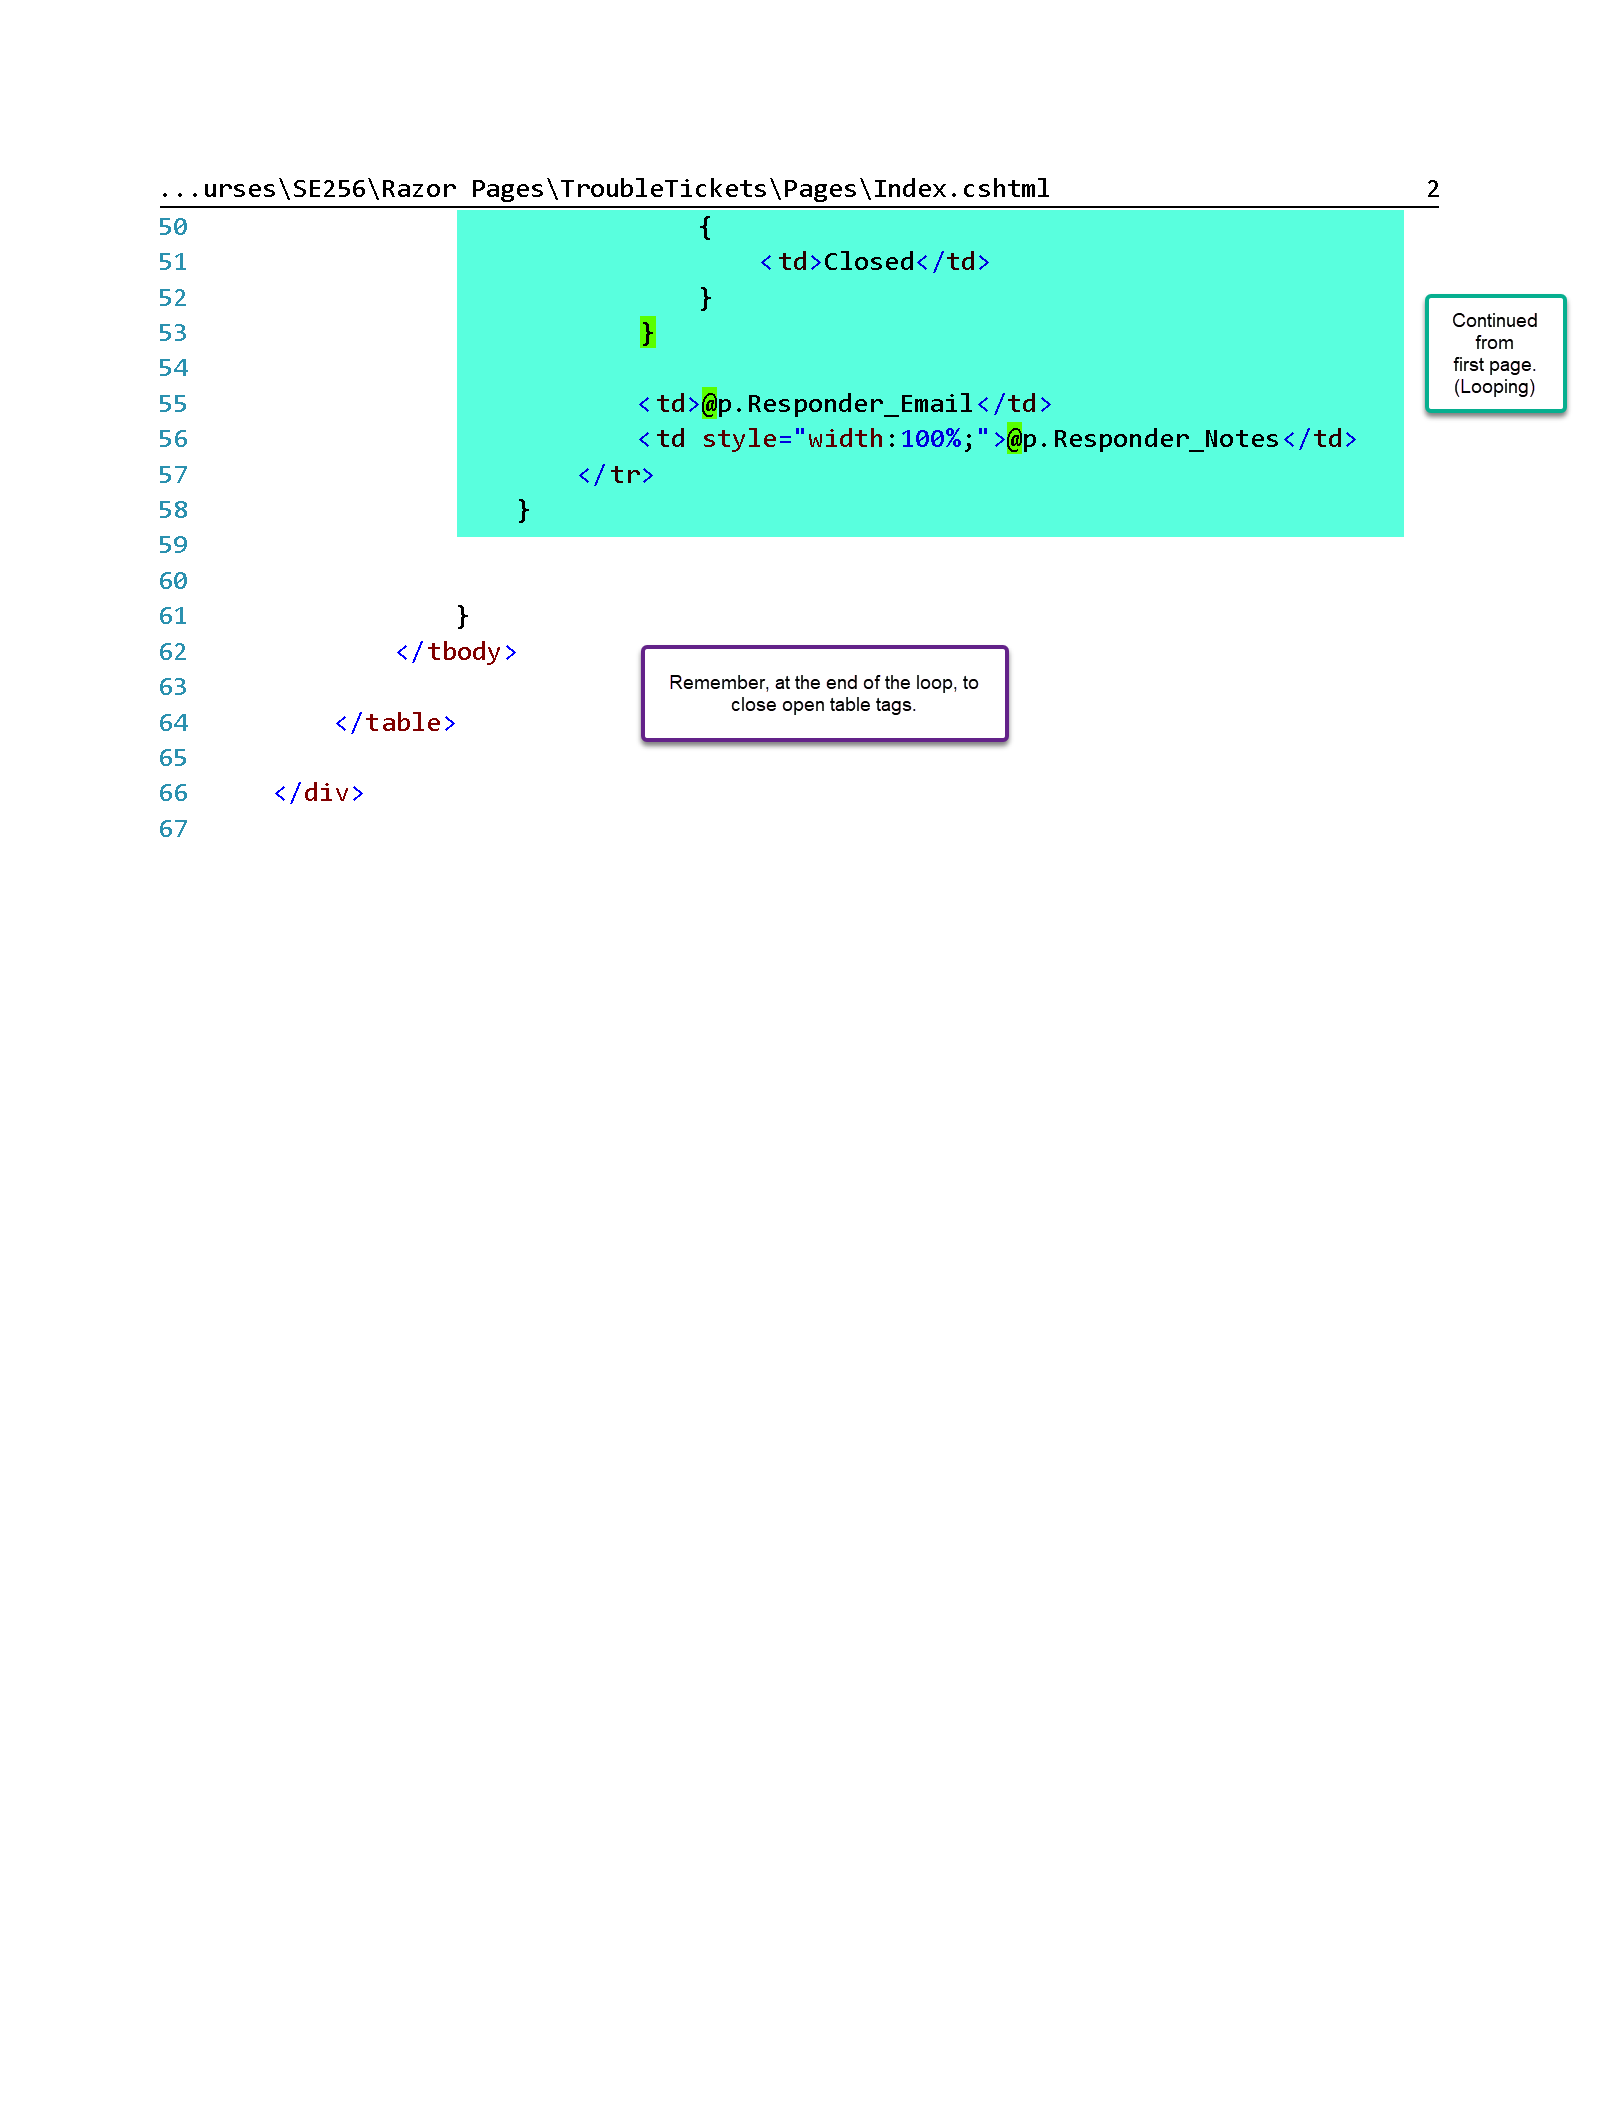 ...urses\SE256\Razor Pages\TroubleTickets\Pages\Index.cshtml 2
50 {
51 <td>Closed</td>
52 }
53 }
54
55 <td>@p.Responder_Email</td>
56 <td style="width:100%;">@p.Responder_Notes</td>
57 </tr>
58 }
59
60
61 }
62 </tbody>
63
64 </table>
65
66 </div>
67
Continued
from
first page.
(Looping)
Remember, at the end of the loop, to
close open table tags.